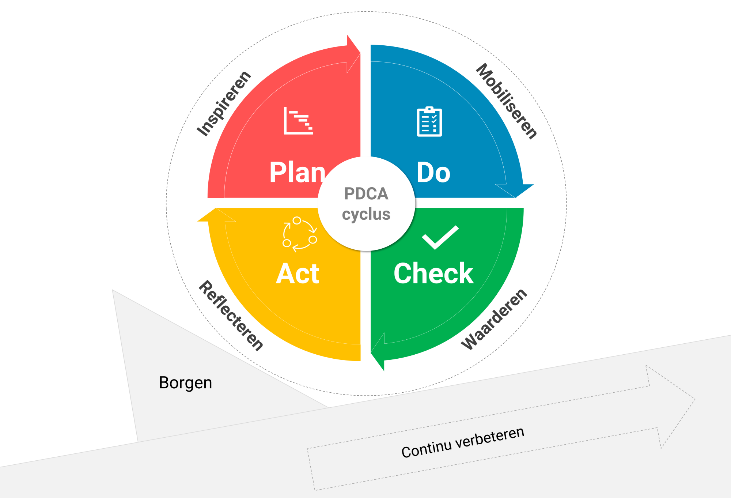 Inspireren
Mobiliseren
Plan
Do
PDCA
cyclus
Act
Check
Reflecteren
Waarderen
Borgen
Continu verbeteren